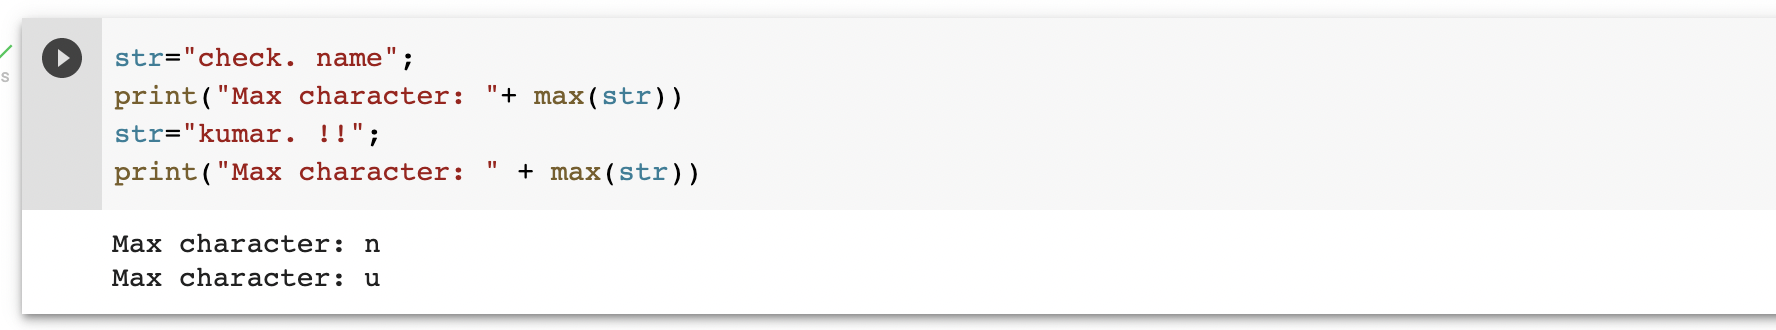 str="check. name";
print("Max character: "+ max(str))
s
str="kumar. !!";
print("Max character: " + max(str))
Max character: n
Max character: u